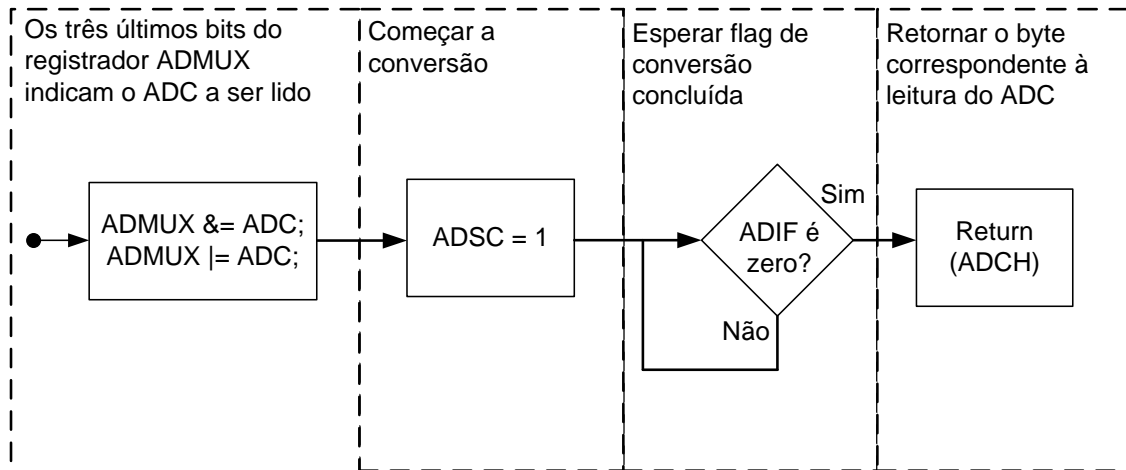 Os três últimos bits do
registrador ADMUX
indicam o ADC a ser lido
Começar a
conversão
Esperar flag de
conversão
concluída
Retornar o byte
correspondente à
leitura do ADC
ADMUX &= ADC;
ADMUX |= ADC;
ADSC = 1
ADIF é
zero?
Sim
Não
Return
(ADCH)